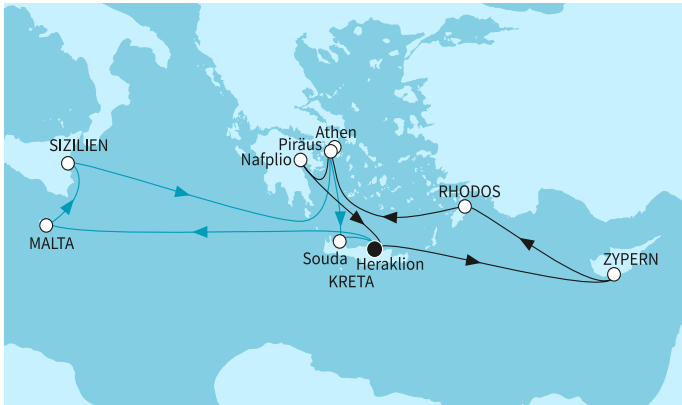 Athen
Piräus
SIZILIEN
Nafplio
RHODOS
MALTA
Souda
Heraklion
ZYPERN
KRETA